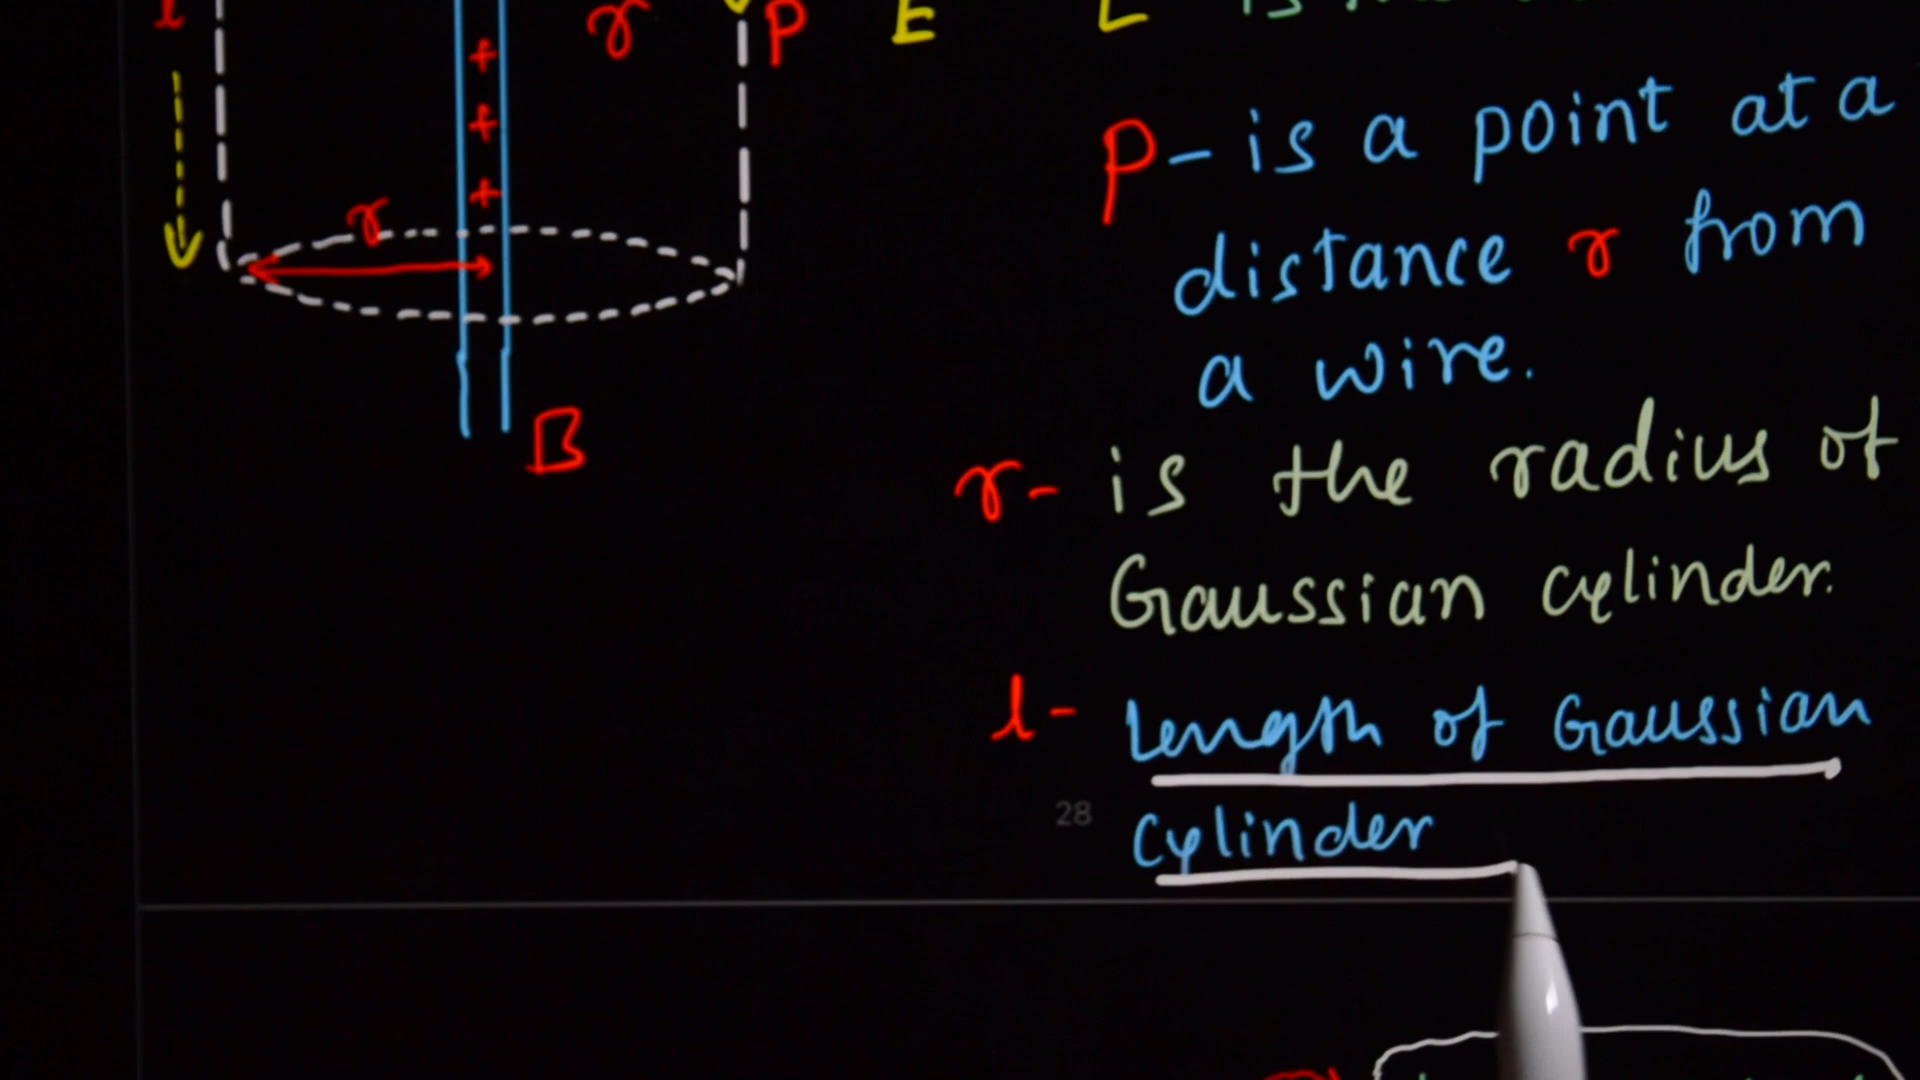 l
r P E
+
+
+
r
B
P- is a point at a
distance r from
a wire.
r- is the radius of
Gaussian cylinder.
l- Length of Gaussian
28
cylinder